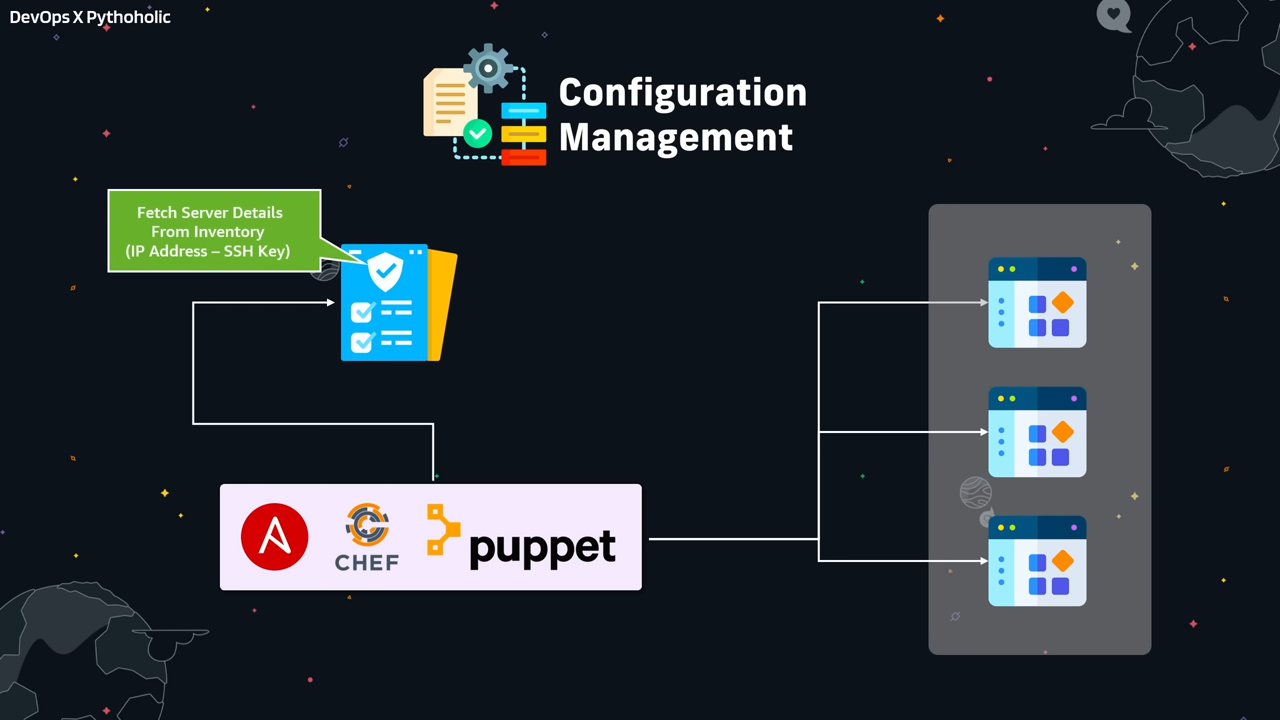 DevOps X Pythoholic
Configuration
Management
Fetch Server Details
From Inventory
(IP Address – SSH Key)
CHEF
puppet